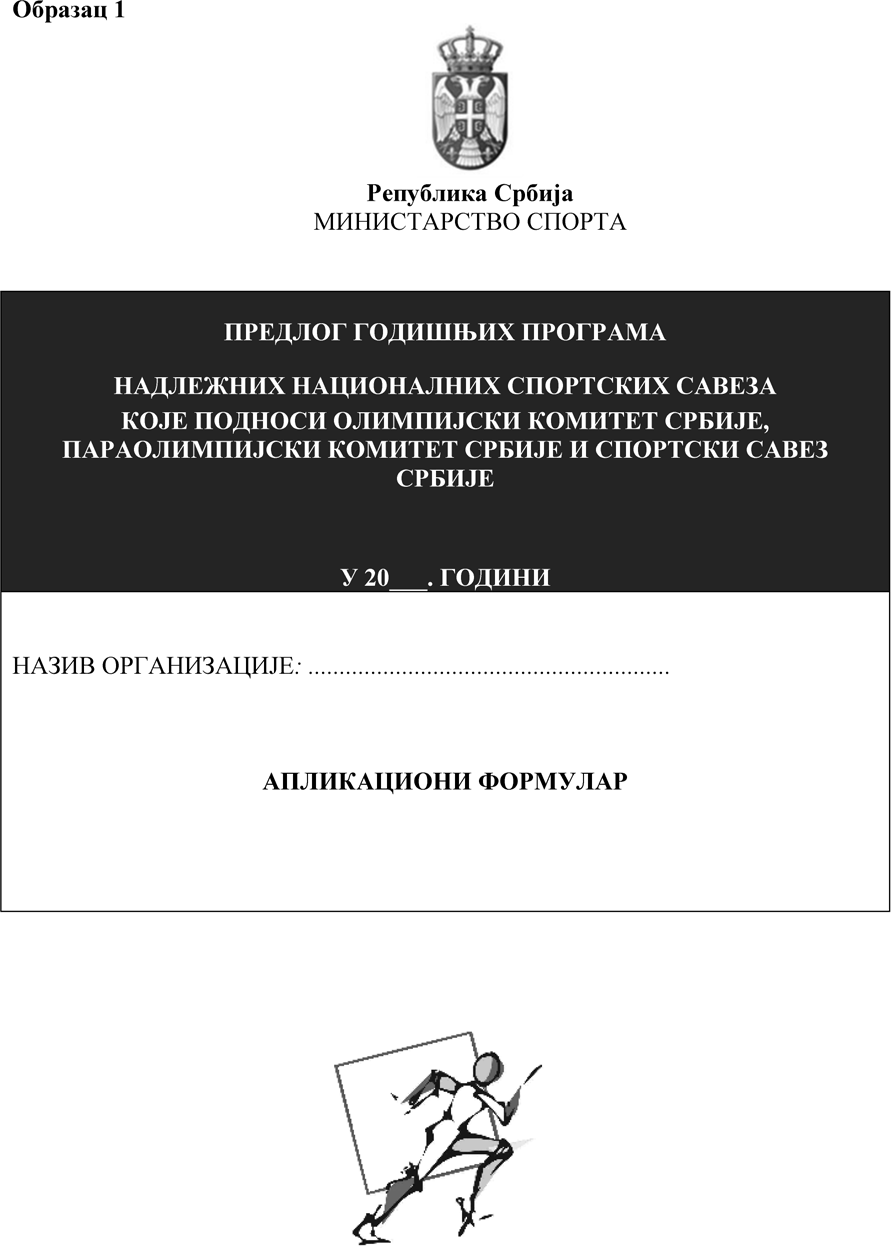 Образац 1
Република Србија
МИНИСТАРСТВО СПОРТА
ПРЕДЛОГ ГОДИШЊИХ ПРОГРАМА
НАДЛЕЖНИХ НАЦИОНАЛНИХ СПОРТСКИХ САВЕЗА
КОЈЕ ПОДНОСИ ОЛИМПИЈСКИ КОМИТЕТ СРБИЈЕ,
ПАРАОЛИМПИЈСКИ КОМИТЕТ СРБИЈЕ И СПОРТСКИ САВЕЗ
СРБИЈЕ
У 20___. ГОДИНИ
НАЗИВ ОРГАНИЗАЦИЈЕ: ..........................................................
АПЛИКАЦИОНИ ФОРМУЛАР